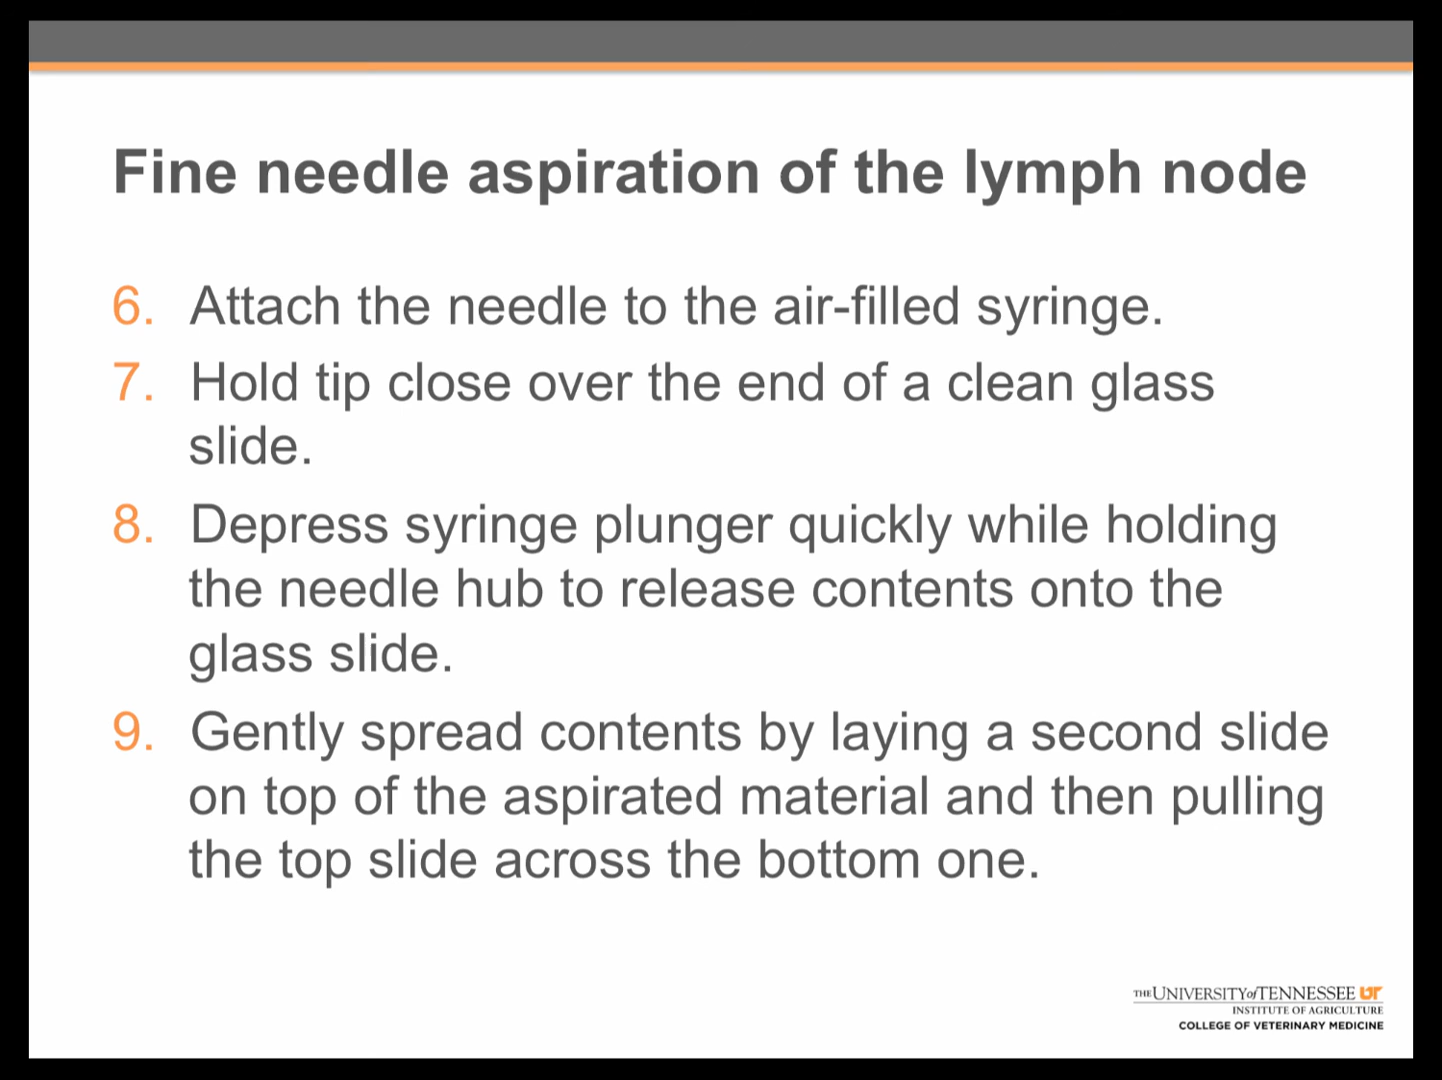 Fine needle aspiration of the lymph node
6. Attach the needle to the air-filled syringe.
7. Hold tip close over the end of a clean glass
slide.
8. Depress syringe plunger quickly while holding
the needle hub to release contents onto the
glass slide.
9. Gently spread contents by laying a second slide
on top of the aspirated material and then pulling
the top slide across the bottom one.
THE UNIVERSITY of TENNESSEE UT
INSTITUTE OF AGRICULTURE
COLLEGE OF VETERINARY MEDICINE